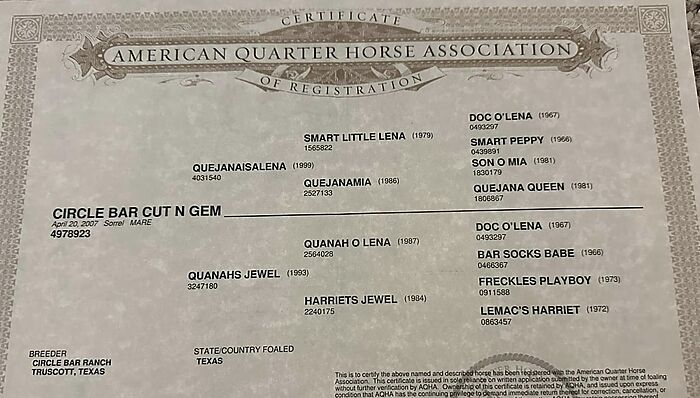 CERTIFICATE
AMERICAN QUARTER HORSE ASSOCIATION
OF REGISTRATION
DOC O'LENA (1967)
0493297
SMART LITTLE LENA (1979)
1565822
SMART PEPPY (1966)
0439891
QUEJANAISALENA (1999)
4031540
SON O MIA (1981)
1830179
QUEJANAMIA (1986)
2527133
QUEJANA QUEEN (1981)
1806867
CIRCLE BAR CUT N GEM
April 20, 2007 Sorrel MARE
4978923
DOC O'LENA (1967)
0493297
QUANAH O LENA (1987)
2564028
BAR SOCKS BABE (1966)
0466367
QUANAHS JEWEL (1993)
3247180
FRECKLES PLAYBOY (1973)
0911588
HARRIETS JEWEL (1984)
2240175
LEMAC'S HARRIET (1972)
0863457
BREEDER
CIRCLE BAR RANCH
TRUSCOTT, TEXAS
STATE/COUNTRY FOALED
TEXAS
This is to certify the above named and described horse has been registered with the American Quarter Horse
Association. This certificate is issued in sole reliance on written application submitted by the owner at time of foaling
without further verification by AQHA. Ownership of this certificate is retained by AQHA, and issued upon express
condition that AQHA has the continuing privilege to demand immediate return thereof for correction, cancellation, or